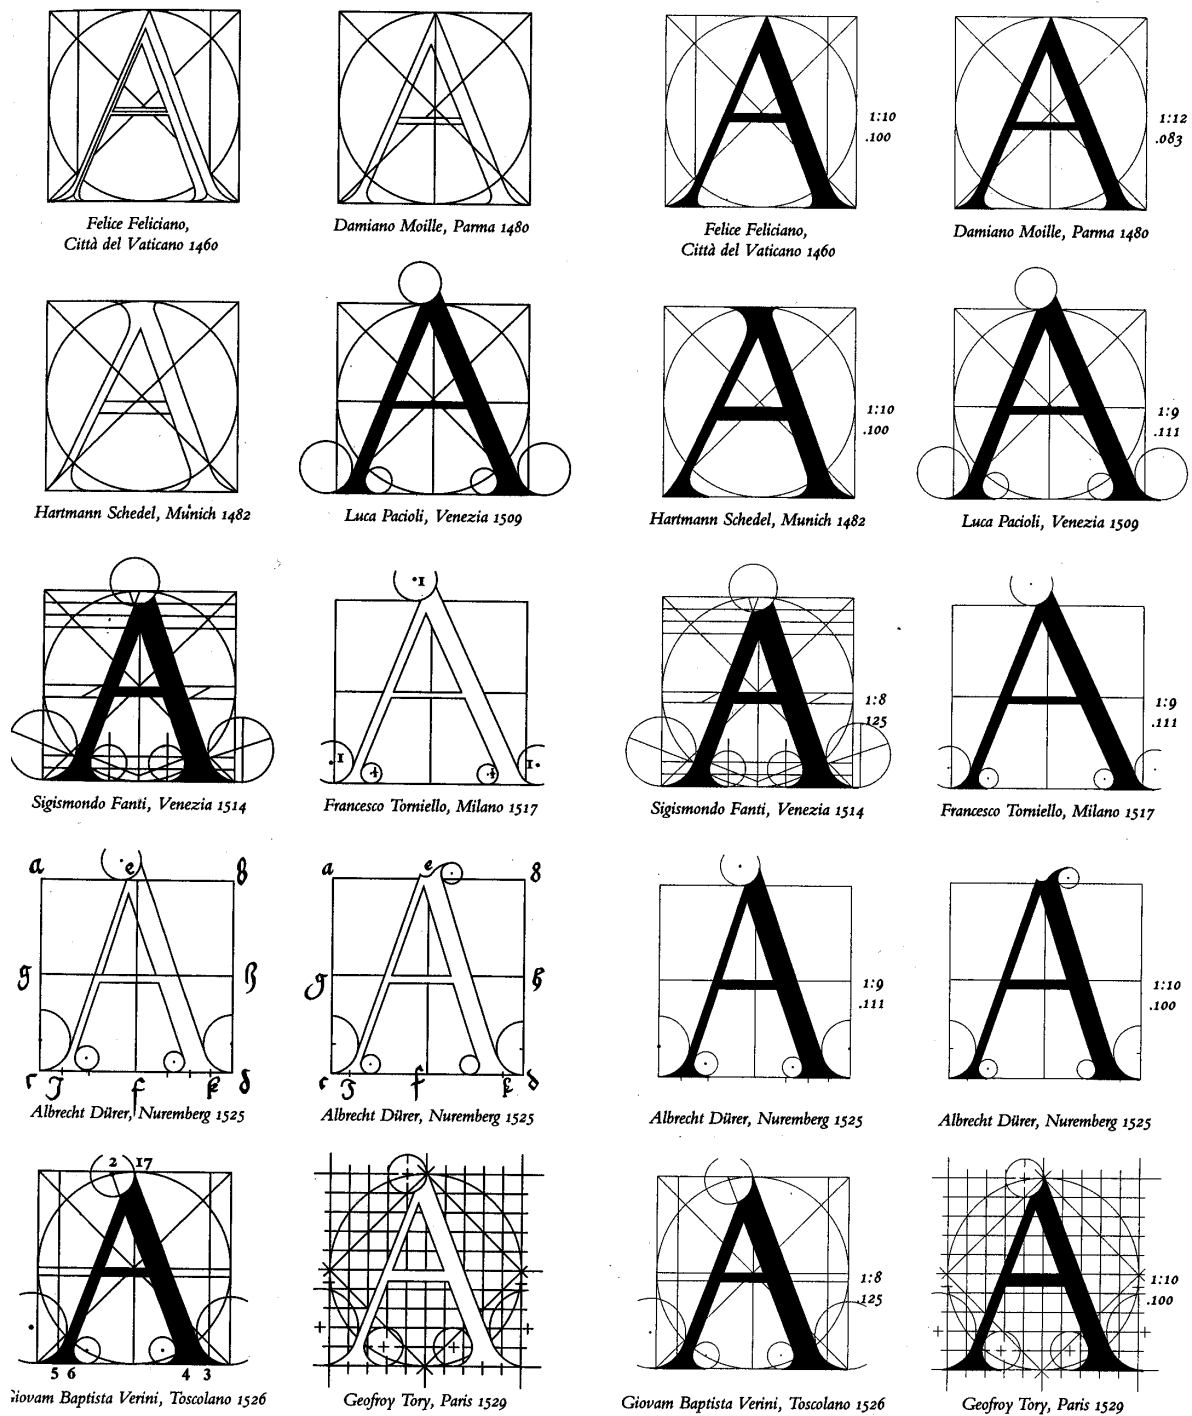 1:10
.100
1:12
.083
Felice Feliciano,
Città del Vaticano 1460
Damiano Moille, Parma 1480
Felice Feliciano,
Città del Vaticano 1460
Damiano Moille, Parma 1480
1:10
.100
1:9
.111
Hartmann Schedel, Munich 1482
Luca Pacioli, Venezia 1509
Hartmann Schedel, Munich 1482
Luca Pacioli, Venezia 1509
1
1
1
1:8
.125
1:9
.111
Sigismondo Fanti, Venezia 1514
Francesco Torniello, Milano 1517
Sigismondo Fanti, Venezia 1514
Francesco Torniello, Milano 1517
a e
a e 8
g
g
1:9
.111
1:10
.100
f
f
Albrecht Dürer, Nuremberg 1525
Albrecht Dürer, Nuremberg 1525
Albrecht Dürer, Nuremberg 1525
Albrecht Dürer, Nuremberg 1525
2 17
1:8
.125
1:10
.100
5 6 4 3
Giovam Baptista Verini, Toscolano 1526
Geofroy Tory, Paris 1529
Giovam Baptista Verini, Toscolano 1526
Geofroy Tory, Paris 1529